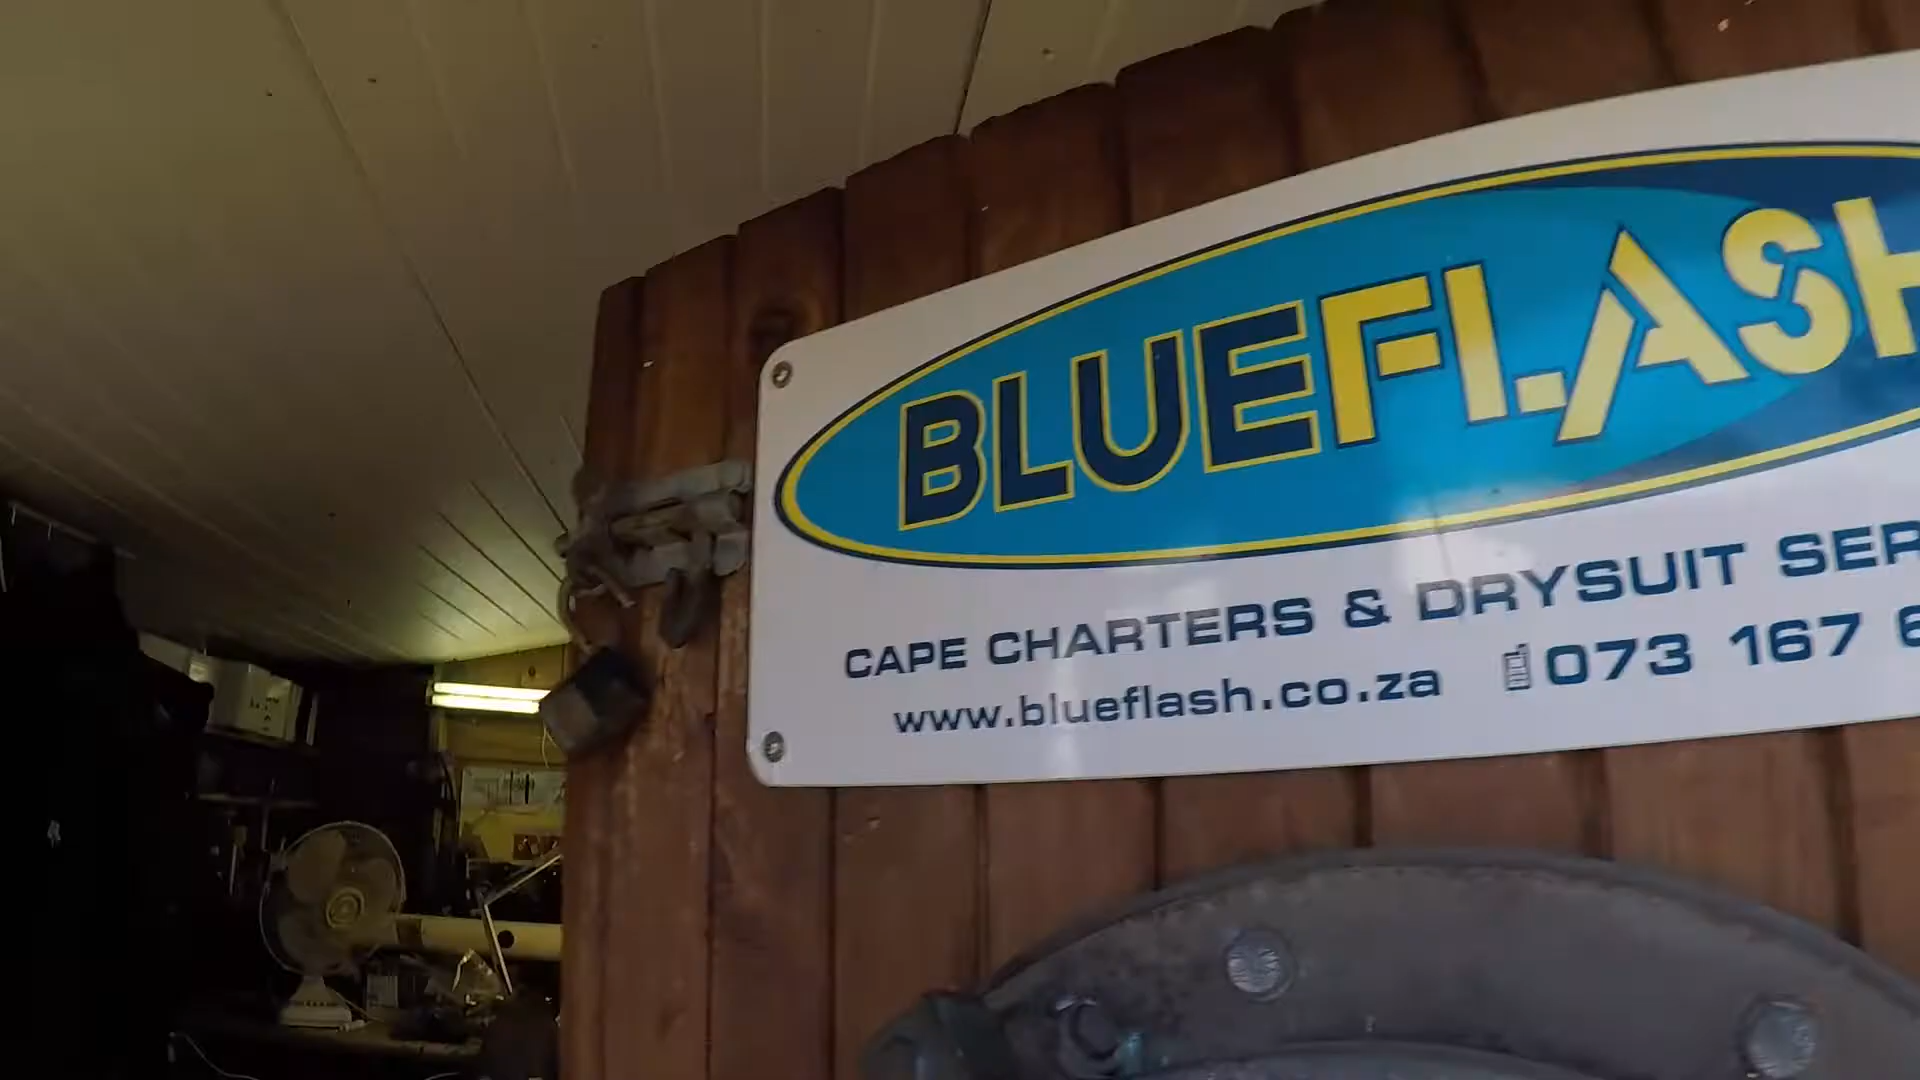 BLUEFLASH
CAPE CHARTERS & DRYSUIT SER
www.blueflash.co.za 073 167 6